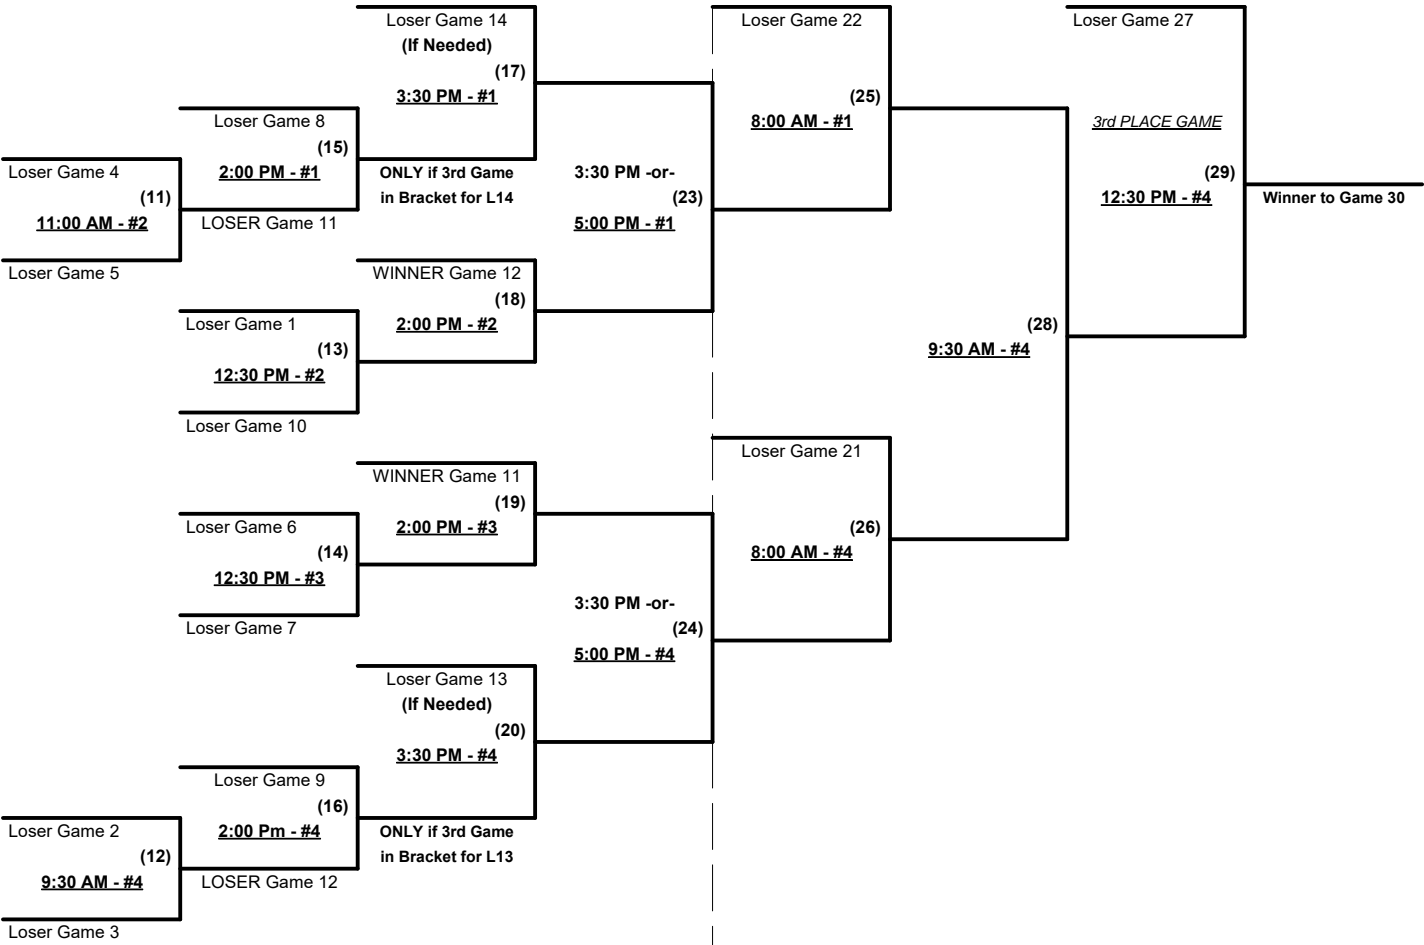 Loser Game 14
(If Needed)
(17)
3:30 PM - #1
Loser Game 22
(25)
8:00 AM - #1
Loser Game 27
3rd PLACE GAME
(29)
12:30 PM - #4
Winner to Game 30
Loser Game 8
(15)
2:00 PM - #1
LOSER Game 11
ONLY if 3rd Game
in Bracket for L14
3:30 PM -or-
(23)
5:00 PM - #1
Loser Game 4
(11)
11:00 AM - #2
Loser Game 5
WINNER Game 12
(18)
2:00 PM - #2
Loser Game 1
(13)
12:30 PM - #2
Loser Game 10
(28)
9:30 AM - #4
WINNER Game 11
(19)
2:00 PM - #3
Loser Game 21
(26)
8:00 AM - #4
Loser Game 6
(14)
12:30 PM - #3
Loser Game 7
3:30 PM -or-
(24)
5:00 PM - #4
Loser Game 13
(If Needed)
(20)
3:30 PM - #4
Loser Game 9
(16)
2:00 Pm - #4
LOSER Game 12
ONLY if 3rd Game
in Bracket for L13
Loser Game 2
(12)
9:30 AM - #4
Loser Game 3